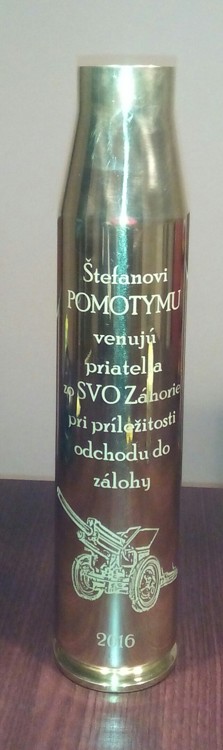 Štefanovi
POMOTYMU
venujú
priatelia
zo SVO Záhorie
pri príležitosti
odchodu do
zálohy
2016